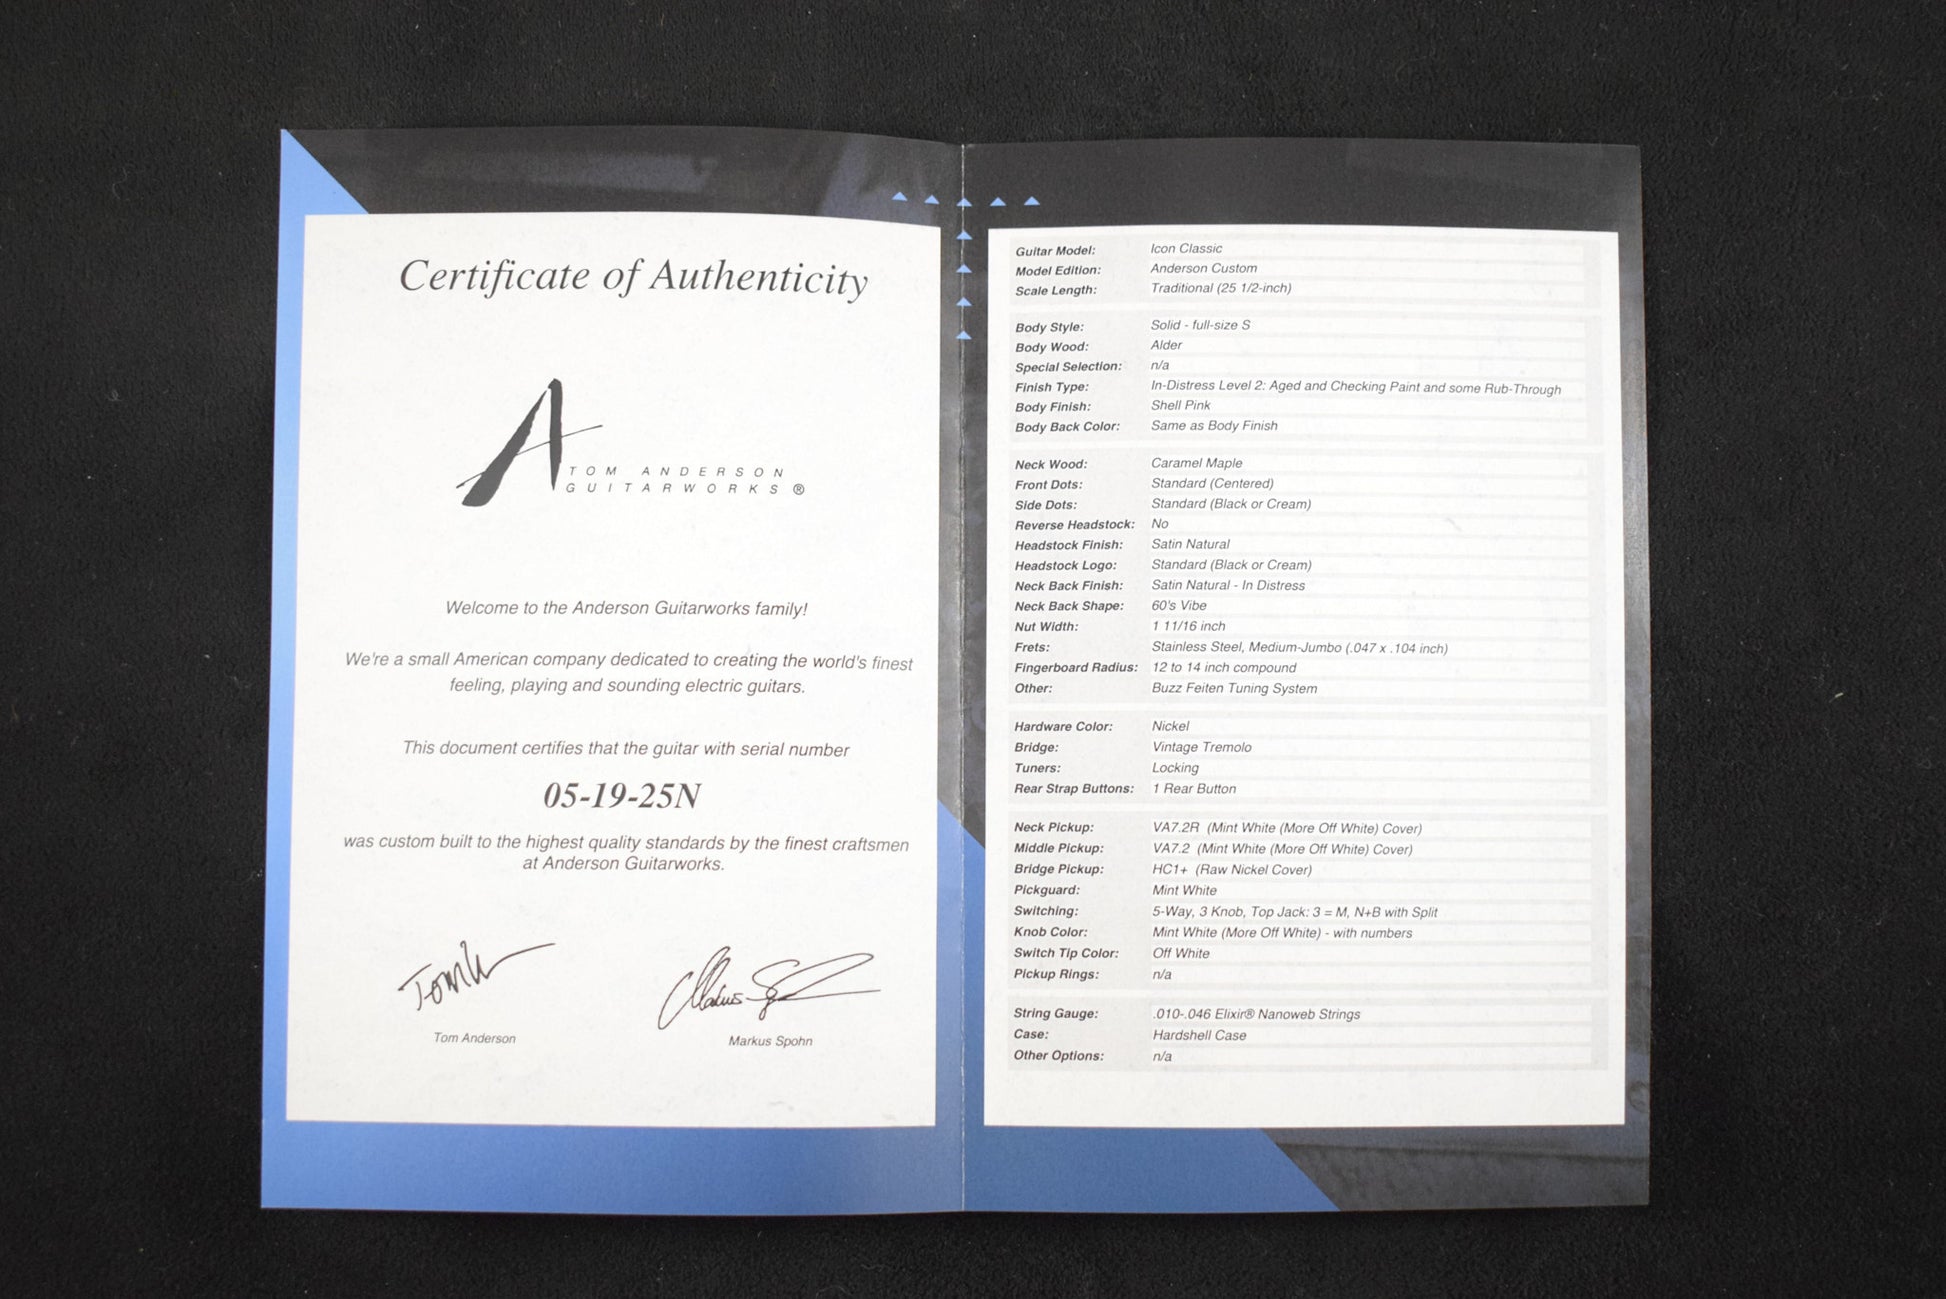 Certificate of Authenticity
TOM ANDERSON
GUITARWORKS ®
Welcome to the Anderson Guitarworks family!
We're a small American company dedicated to creating the world's finest
feeling, playing and sounding electric guitars.
This document certifies that the guitar with serial number
05-19-25N
was custom built to the highest quality standards by the finest craftsmen
at Anderson Guitarworks.
Tom Anderson
Markus Spohn
Guitar Model: Icon Classic
Model Edition: Anderson Custom
Scale Length: Traditional (25 1/2-inch)
Body Style: Solid - full-size S
Body Wood: Alder
Special Selection: n/a
Finish Type: In-Distress Level 2: Aged and Checking Paint and some Rub-Through
Body Finish: Shell Pink
Body Back Color: Same as Body Finish
Neck Wood: Caramel Maple
Front Dots: Standard (Centered)
Side Dots: Standard (Black or Cream)
Reverse Headstock: No
Headstock Finish: Satin Natural
Headstock Logo: Standard (Black or Cream)
Neck Back Finish: Satin Natural - In Distress
Neck Back Shape: 60's Vibe
Nut Width: 1 11/16 inch
Frets: Stainless Steel, Medium-Jumbo (.047 x .104 inch)
Fingerboard Radius: 12 to 14 inch compound
Other: Buzz Feiten Tuning System
Hardware Color: Nickel
Bridge: Vintage Tremolo
Tuners: Locking
Rear Strap Buttons: 1 Rear Button
Neck Pickup: VA7.2R (Mint White (More Off White) Cover)
Middle Pickup: VA7.2 (Mint White (More Off White) Cover)
Bridge Pickup: HC1+ (Raw Nickel Cover)
Pickguard: Mint White
Switching: 5-Way, 3 Knob, Top Jack: 3 = M, N+B with Split
Knob Color: Mint White (More Off White) - with numbers
Switch Tip Color: Off White
Pickup Rings: n/a
String Gauge: .010-.046 Elixir® Nanoweb Strings
Case: Hardshell Case
Other Options: n/a